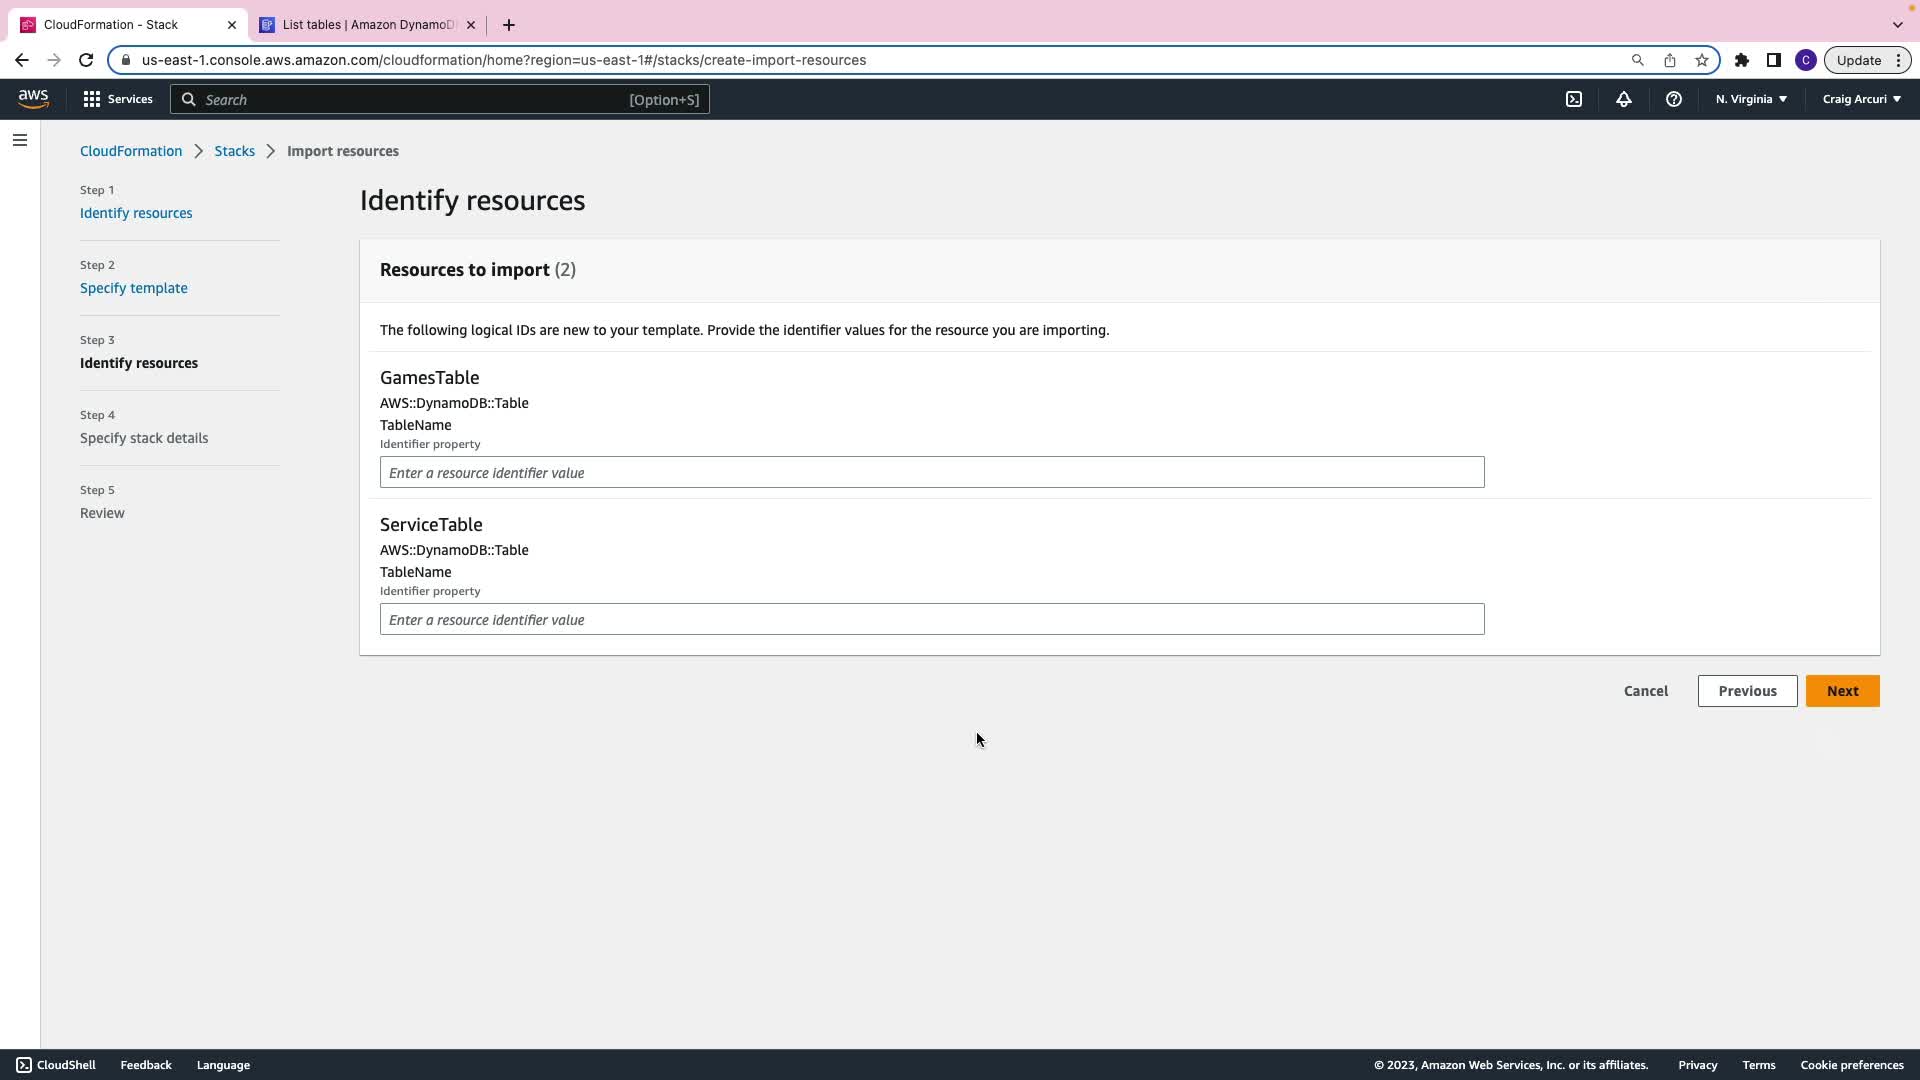 CloudFormation - Stack
List tables | Amazon DynamoD
us-east-1.console.aws.amazon.com/cloudformation/home?region=us-east-1#/stacks/create-import-resources
C
Update
aws
Services
Search
[Option+S]
N. Virginia
Craig Arcuri
CloudFormation
Stacks
Import resources
Step 1
Identify resources
Step 2
Specify template
Step 3
Identify resources
Step 4
Specify stack details
Step 5
Review
Identify resources
Resources to import (2)
The following logical IDs are new to your template. Provide the identifier values for the resource you are importing.
GamesTable
AWS::DynamoDB::Table
TableName
Identifier property
Enter a resource identifier value
ServiceTable
AWS::DynamoDB::Table
TableName
Identifier property
Enter a resource identifier value
Cancel
Previous
Next
CloudShell
Feedback
Language
© 2023, Amazon Web Services, Inc. or its affiliates.
Privacy
Terms
Cookie preferences